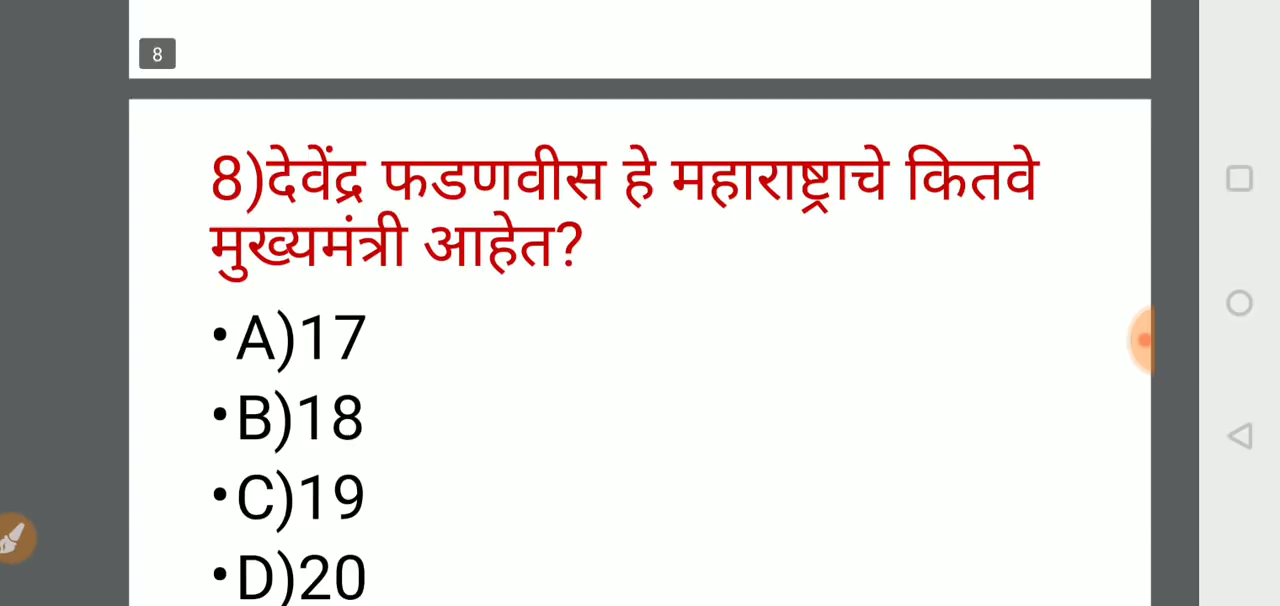 8
8)देवेंद्र फडणवीस हे महाराष्ट्राचे कितवे
मुख्यमंत्री आहेत?
•A)17
•B)18
•C)19
•D)20